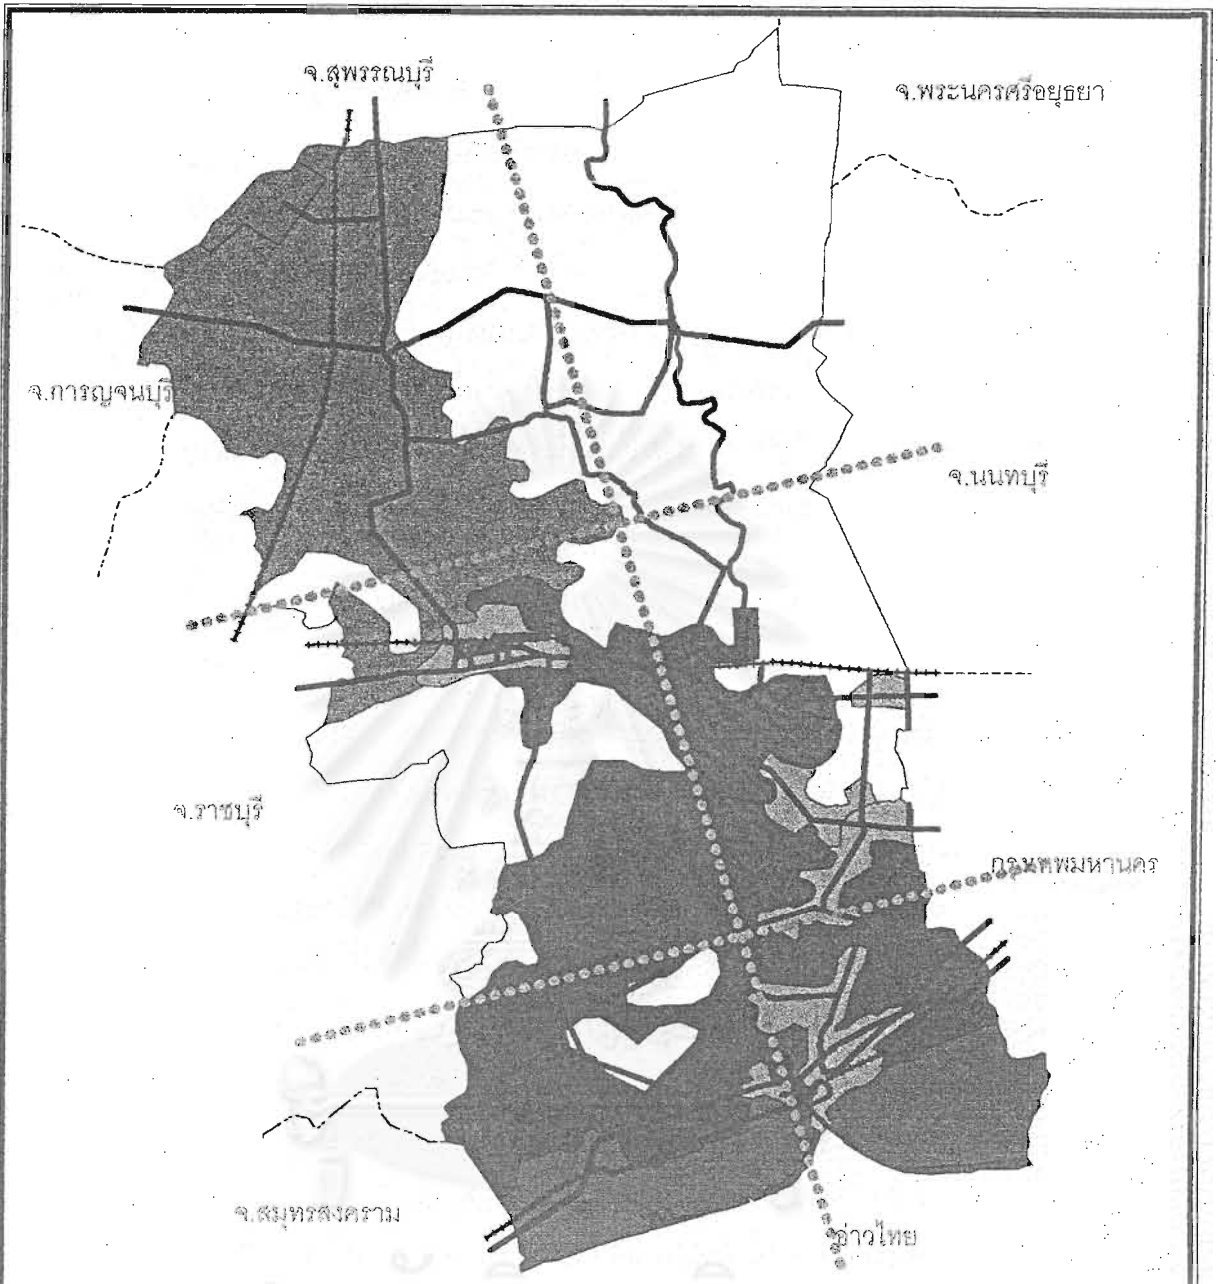 จ.สุพรรณบุรี
จ.พระนครศรีอยุธยา
จ.การญจนบุรี
จ.นนทบุรี
จ.ราชบุรี
กรุงเทพมหานคร
จ.สมุทรสงคราม
อ่าวไทย